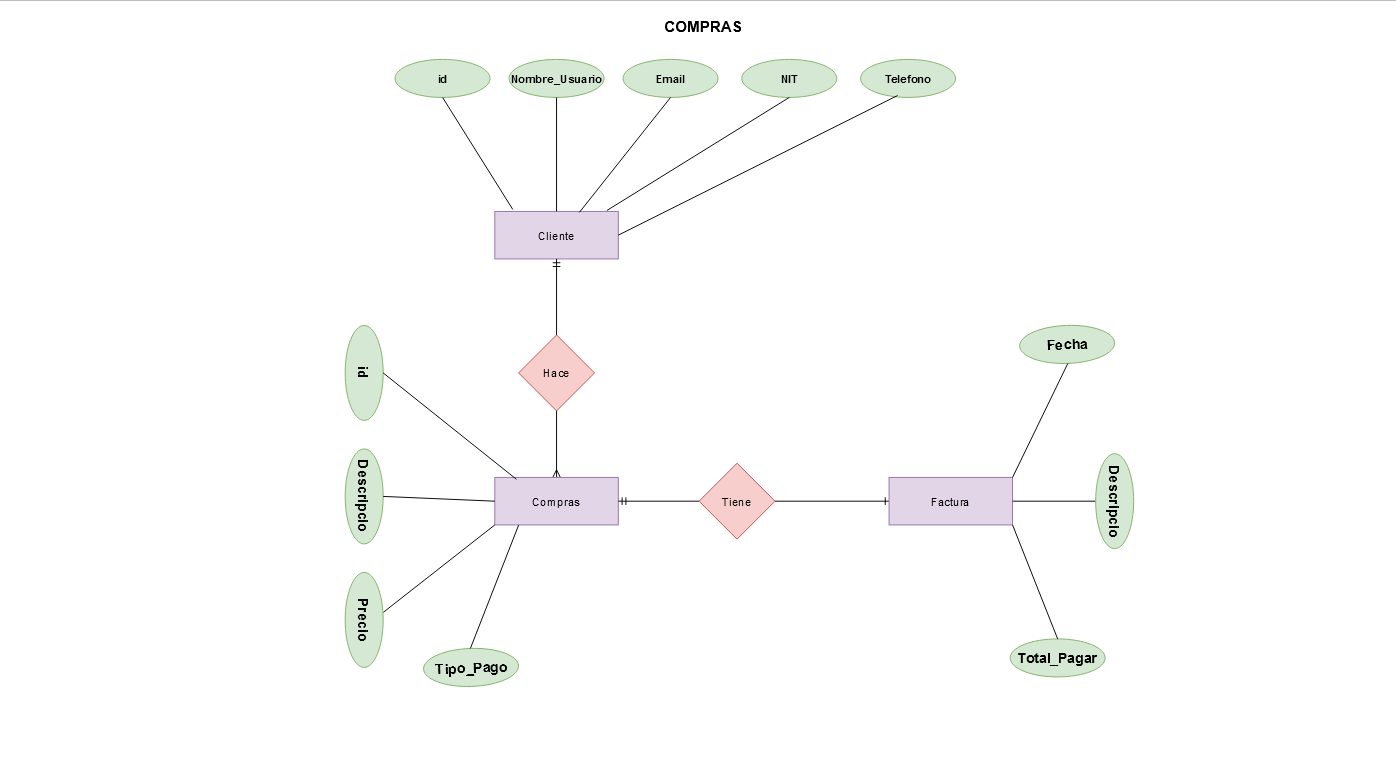 COMPRAS
id
Nombre_Usuario
Email
NIT
Telefono
Cliente
Hace
id
Fecha
Descripcio
Compras
Tiene
Factura
Descripcio
Precio
Tipo_Pago
Total_Pagar